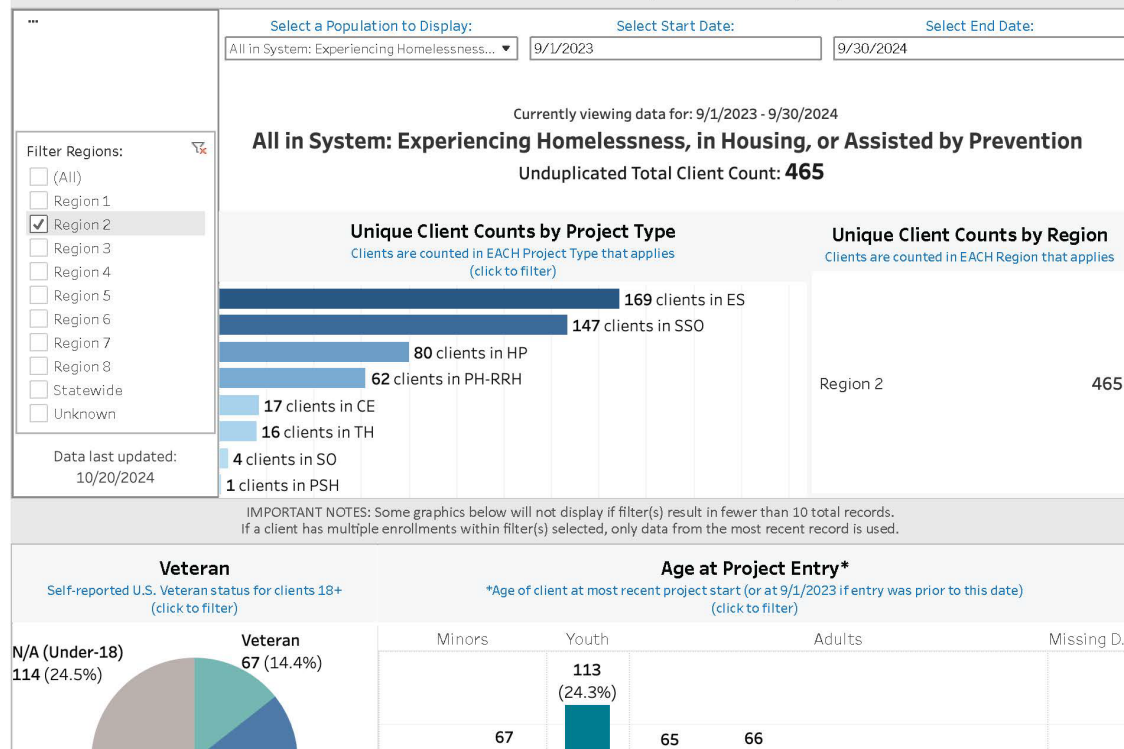 ...
Select a Population to Display:
Select Start Date:
Select End Date:
All in System: Experiencing Homelessness...
9/1/2023
9/30/2024
Currently viewing data for: 9/1/2023 - 9/30/2024
All in System: Experiencing Homelessness, in Housing, or Assisted by Prevention
Unduplicated Total Client Count: 465
Filter Regions:
(All)
Region 1
Region 2
Region 3
Region 4
Region 5
Region 6
Region 7
Region 8
Statewide
Unknown
Data last updated:
10/20/2024
Unique Client Counts by Project Type
Clients are counted in EACH Project Type that applies
(click to filter)
169 clients in ES
147 clients in SSO
80 clients in HP
62 clients in PH-RRH
17 clients in CE
16 clients in TH
4 clients in SO
1 clients in PSH
Unique Client Counts by Region
Clients are counted in EACH Region that applies
Region 2
465
IMPORTANT NOTES: Some graphics below will not display if filter(s) result in fewer than 10 total records.
If a client has multiple enrollments within filter(s) selected, only data from the most recent record is used.
Veteran
Self-reported U.S. Veteran status for clients 18+
(click to filter)
N/A (Under-18)
114 (24.5%)
Veteran
67 (14.4%)
Age at Project Entry*
*Age of client at most recent project start (or at 9/1/2023 if entry was prior to this date)
(click to filter)
Minors
Youth
Adults
Missing D..
113
(24.3%)
67
65
66